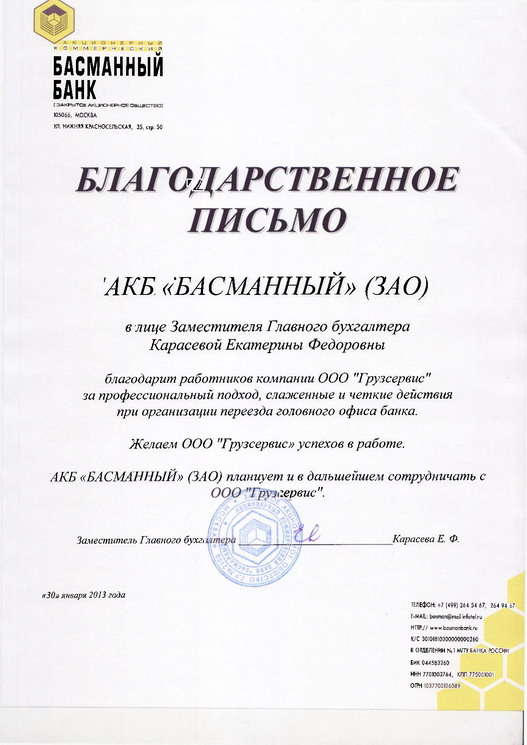 АКЦИОНЕРНЫЙ
КОММЕРЧЕСКИЙ
БАСМАННЫЙ
БАНК
(ЗАКРЫТОЕ АКЦИОНЕРНОЕ ОБЩЕСТВО)
105066, МОСКВА
УЛ. НИЖНЯЯ КРАСНОСЕЛЬСКАЯ, 35, стр. 50
БЛАГОДАРСТВЕННОЕ
ПИСЬМО
АКБ «БАСМАННЫЙ» (ЗАО)
в лице Заместителя Главного бухгалтера
Карасевой Екатерины Федоровны
благодарит работников компании ООО "Грузсервис"
за профессиональный подход, слаженные и четкие действия
при организации переезда головного офиса банка.
Желаем ООО "Грузсервис» успехов в работе.
АКБ «БАСМАННЫЙ» (ЗАО) планиует и в дальшейшем сотрудничать с
ООО "Грузсервис".
Заместитель Главного бухгалтера Карасева Е. Ф.
«30» января 2013 года
ТЕЛЕФОН: +7 (499) 264 54 67, 264 94 67
E-MAIL: basman@mail.infotel.ru
HTTP:// www.basmanbank.ru
К/С 30101810300000000260
В ОТДЕЛЕНИИ №1 МГТУ БАНКА РОССИИ
БИК 044583260
ИНН 7701003764, КПП 775001001
ОГРН 1037700136089